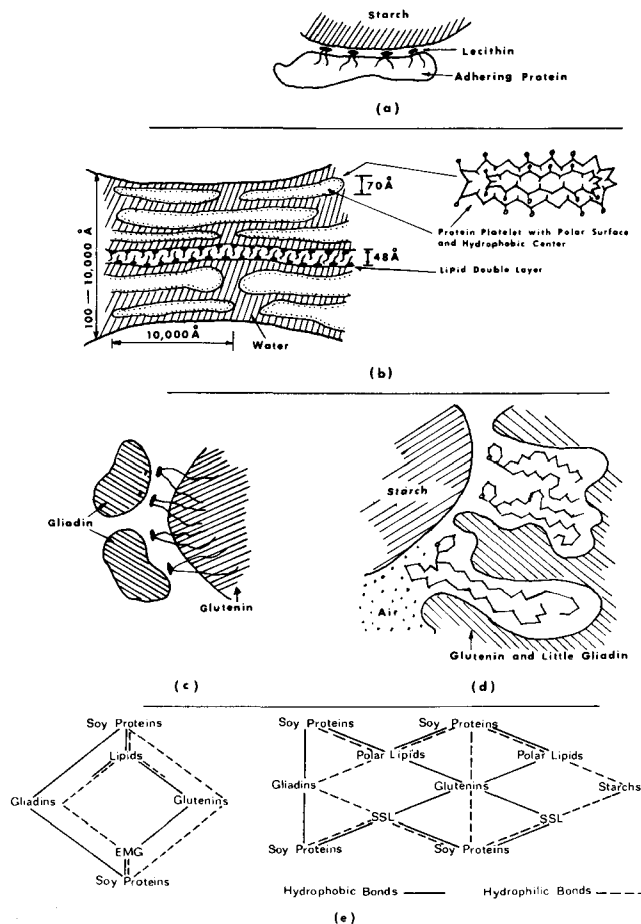 Starch
Lecithin
Adhering Protein
(a)
100 — 10,000 Å
70 Å
Protein Platelet with Polar Surface
and Hydrophobic Center
48Å
Lipid Double Layer
10,000 Å
Water
(b)
Gliadin
Glutenin
(c)
Starch
Air
Glutenin and Little Gliadin
(d)
Soy Proteins
Lipids
Gliadins
Glutenins
EMG
Soy Proteins
Soy Proteins
Soy Proteins
Polar Lipids
Polar Lipids
Gliadins
Glutenins
Starchs
SSL
SSL
Soy Proteins
Soy Proteins
Hydrophobic Bonds
Hydrophilic Bonds
(e)